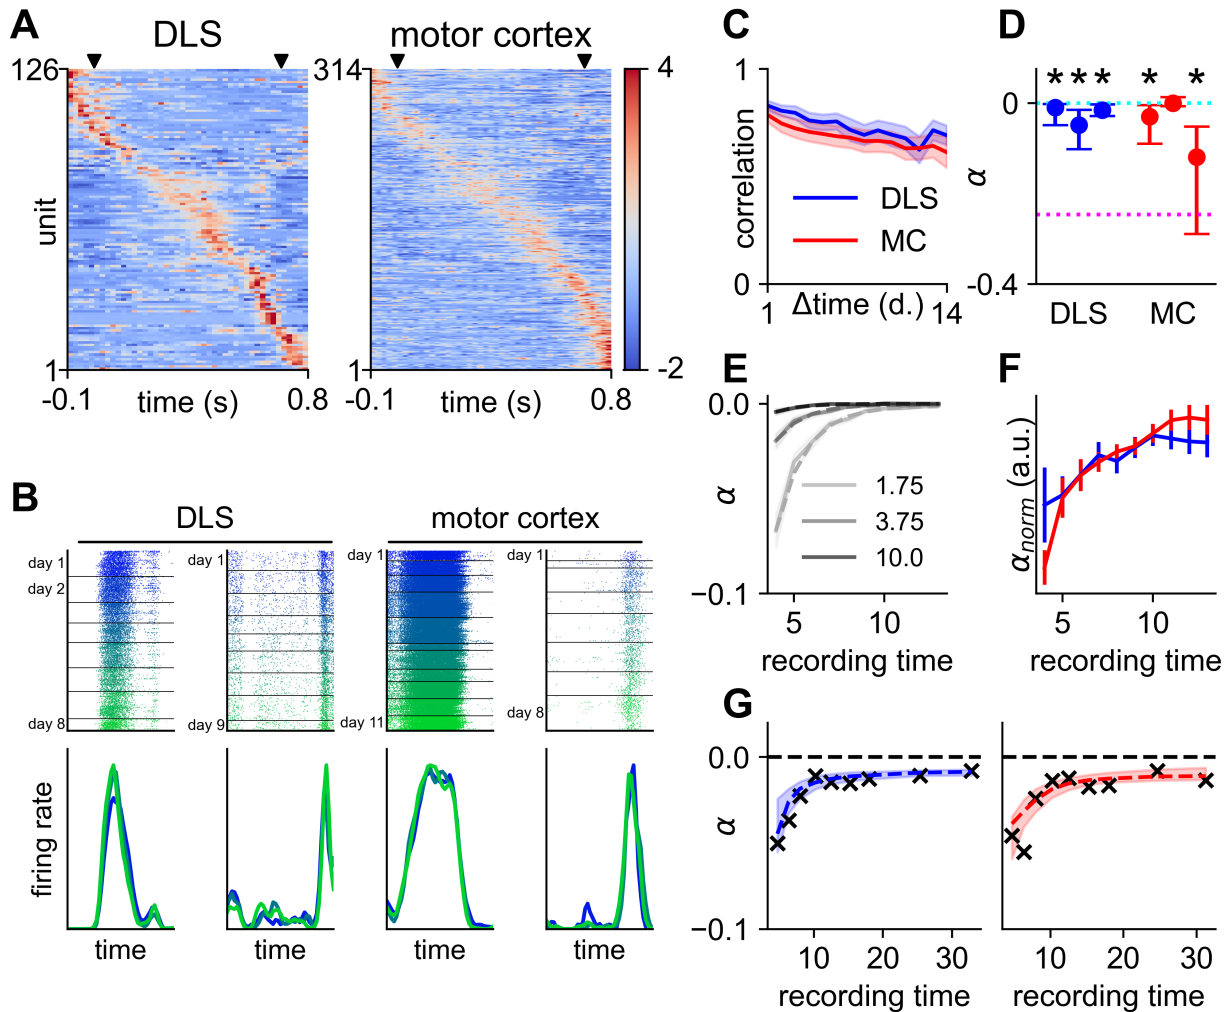 A
DLS
motor cortex
126
314
4
unit
1
1
-2
-0.1
time (s)
0.8
-0.1
time (s)
0.8
B
DLS
motor cortex
day 1
day 2
day 8
day 1
day 9
day 1
day 11
day 1
day 8
firing rate
time
time
time
time
C
1
correlation
DLS
MC
0
1
Δtime (d.)
14
D
* * * * *
0
α
-0.4
DLS
MC
E
0.0
α
1.75
3.75
10.0
−0.1
5
10
recording time
F
α_norm (a.u.)
5
10
recording time
G
0.0
α
−0.1
10
20
30
recording time
10
20
30
recording time